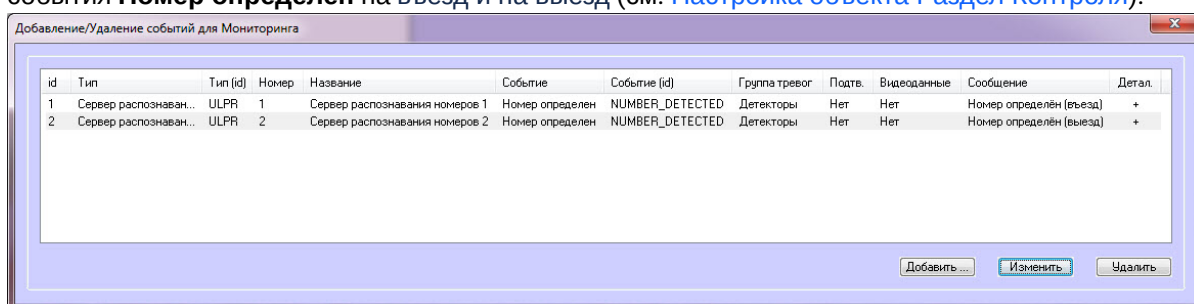 события Номер определен на въезд и на выезд (см. Настройка объекта Раздел Контроля).
Добавление/Удаление событий для Мониторинга
id Тип Тип (id) Номер Название Событие Событие (id) Группа тревог Подтв. Видеоданные Сообщение Детал.
1 Сервер распознаван... ULPR 1 Сервер распознавания номеров 1 Номер определен NUMBER_DETECTED Детекторы Нет Нет Номер определён (въезд) +
2 Сервер распознаван... ULPR 2 Сервер распознавания номеров 2 Номер определен NUMBER_DETECTED Детекторы Нет Нет Номер определён (выезд) +
Добавить ... Изменить Удалить